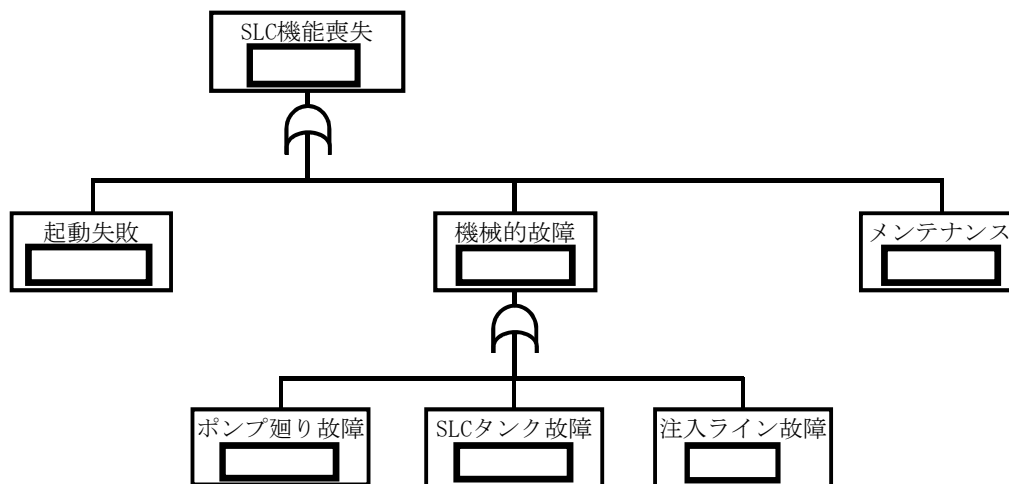 SLC機能喪失
起動失敗
機械的故障
メンテナンス
ポンプ廻り故障
SLCタンク故障
注入ライン故障